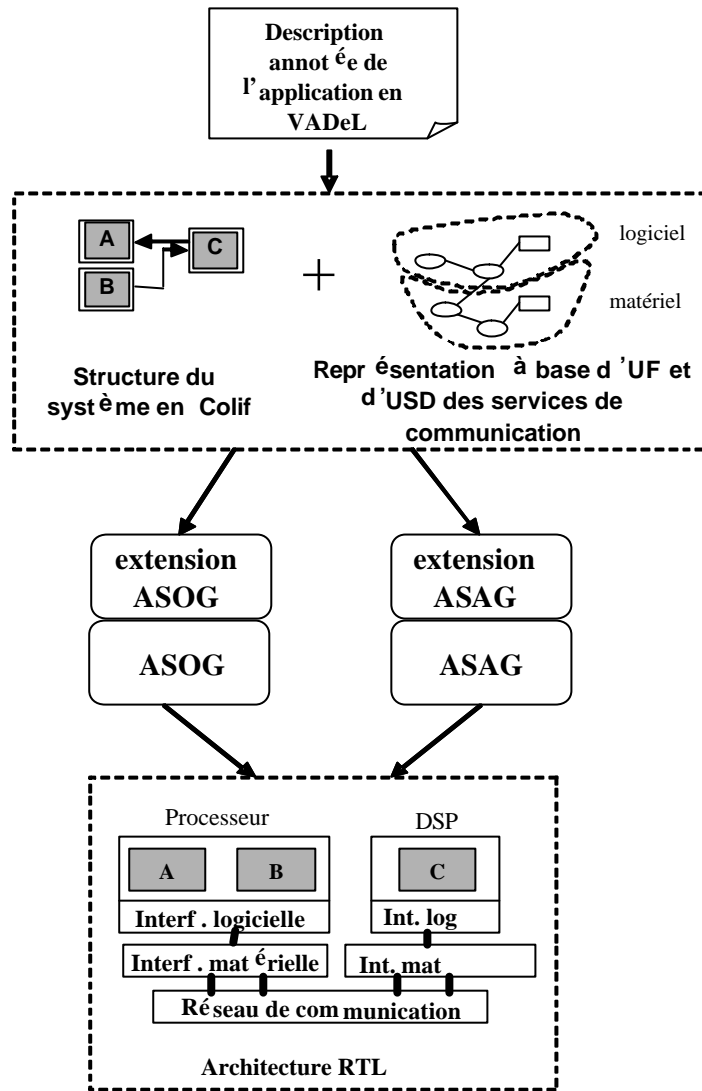 Description
annotée de
l'application en
VADeL
A
C
B
+
logiciel
matériel
Structure du
système en Colif
Représentation à base d'UF et
d'USD des services de
communication
extension
ASOG
ASOG
extension
ASAG
ASAG
Processeur
DSP
A
B
C
Interf. logicielle
Int. log
Interf. matérielle
Int. mat
Réseau de communication
Architecture RTL